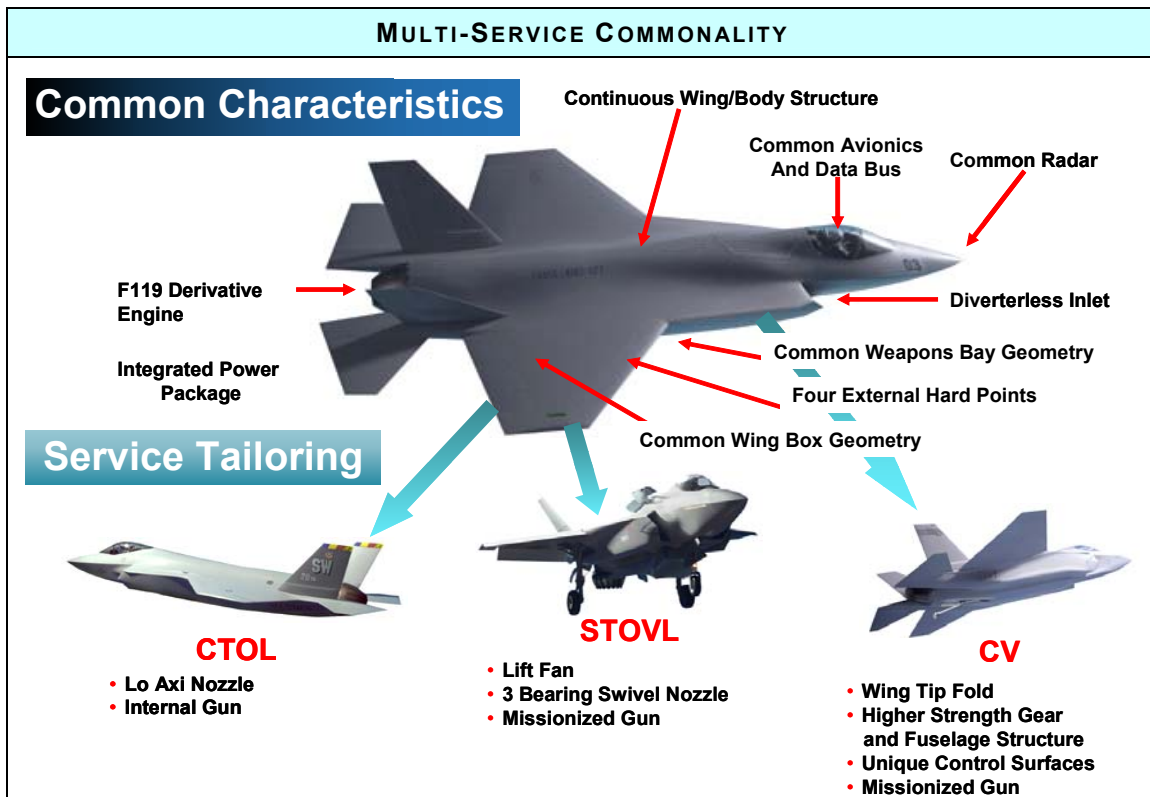 MULTI-SERVICE COMMONALITY
Common Characteristics
Continuous Wing/Body Structure
Common Avionics
And Data Bus
Common Radar
03
F119 Derivative
Engine
Diverterless Inlet
Integrated Power
Package
Common Weapons Bay Geometry
Four External Hard Points
Common Wing Box Geometry
Service Tailoring
SW
CTOL
• Lo Axi Nozzle
• Internal Gun
STOVL
• Lift Fan
• 3 Bearing Swivel Nozzle
• Missionized Gun
CV
• Wing Tip Fold
• Higher Strength Gear
and Fuselage Structure
• Unique Control Surfaces
• Missionized Gun